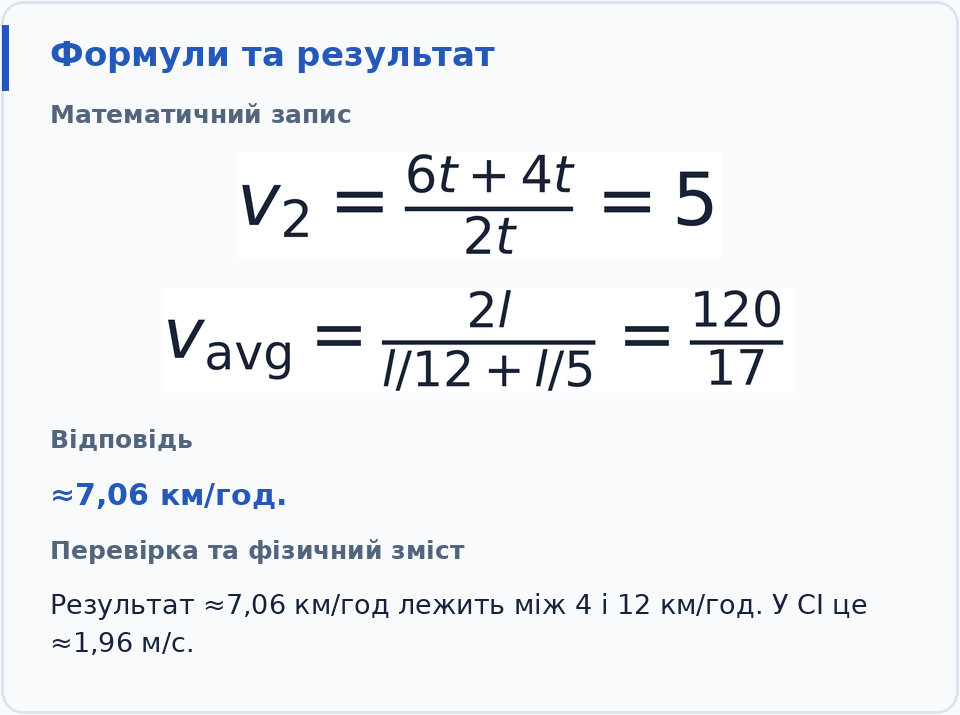 Формули та результат
Математичний запис
v₂ = (6t + 4t)/(2t) = 5
v_avg = 2l/(l/12 + l/5) = 120/17
Відповідь
≈7,06 км/год.
Перевірка та фізичний зміст
Результат ≈7,06 км/год лежить між 4 і 12 км/год. У СІ це
≈1,96 м/с.